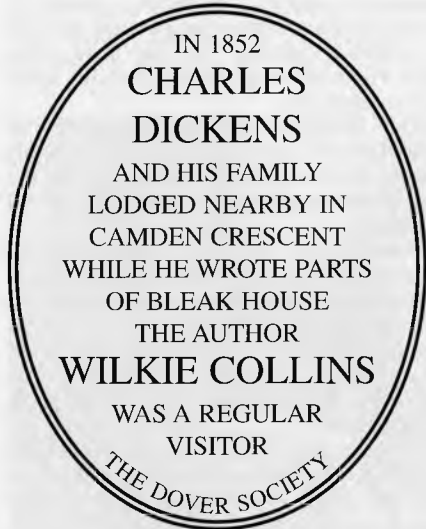 IN 1852
CHARLES
DICKENS
AND HIS FAMILY
LODGED NEARBY IN
CAMDEN CRESCENT
WHILE HE WROTE PARTS
OF BLEAK HOUSE
THE AUTHOR
WILKIE COLLINS
WAS A REGULAR
VISITOR
THE DOVER SOCIETY